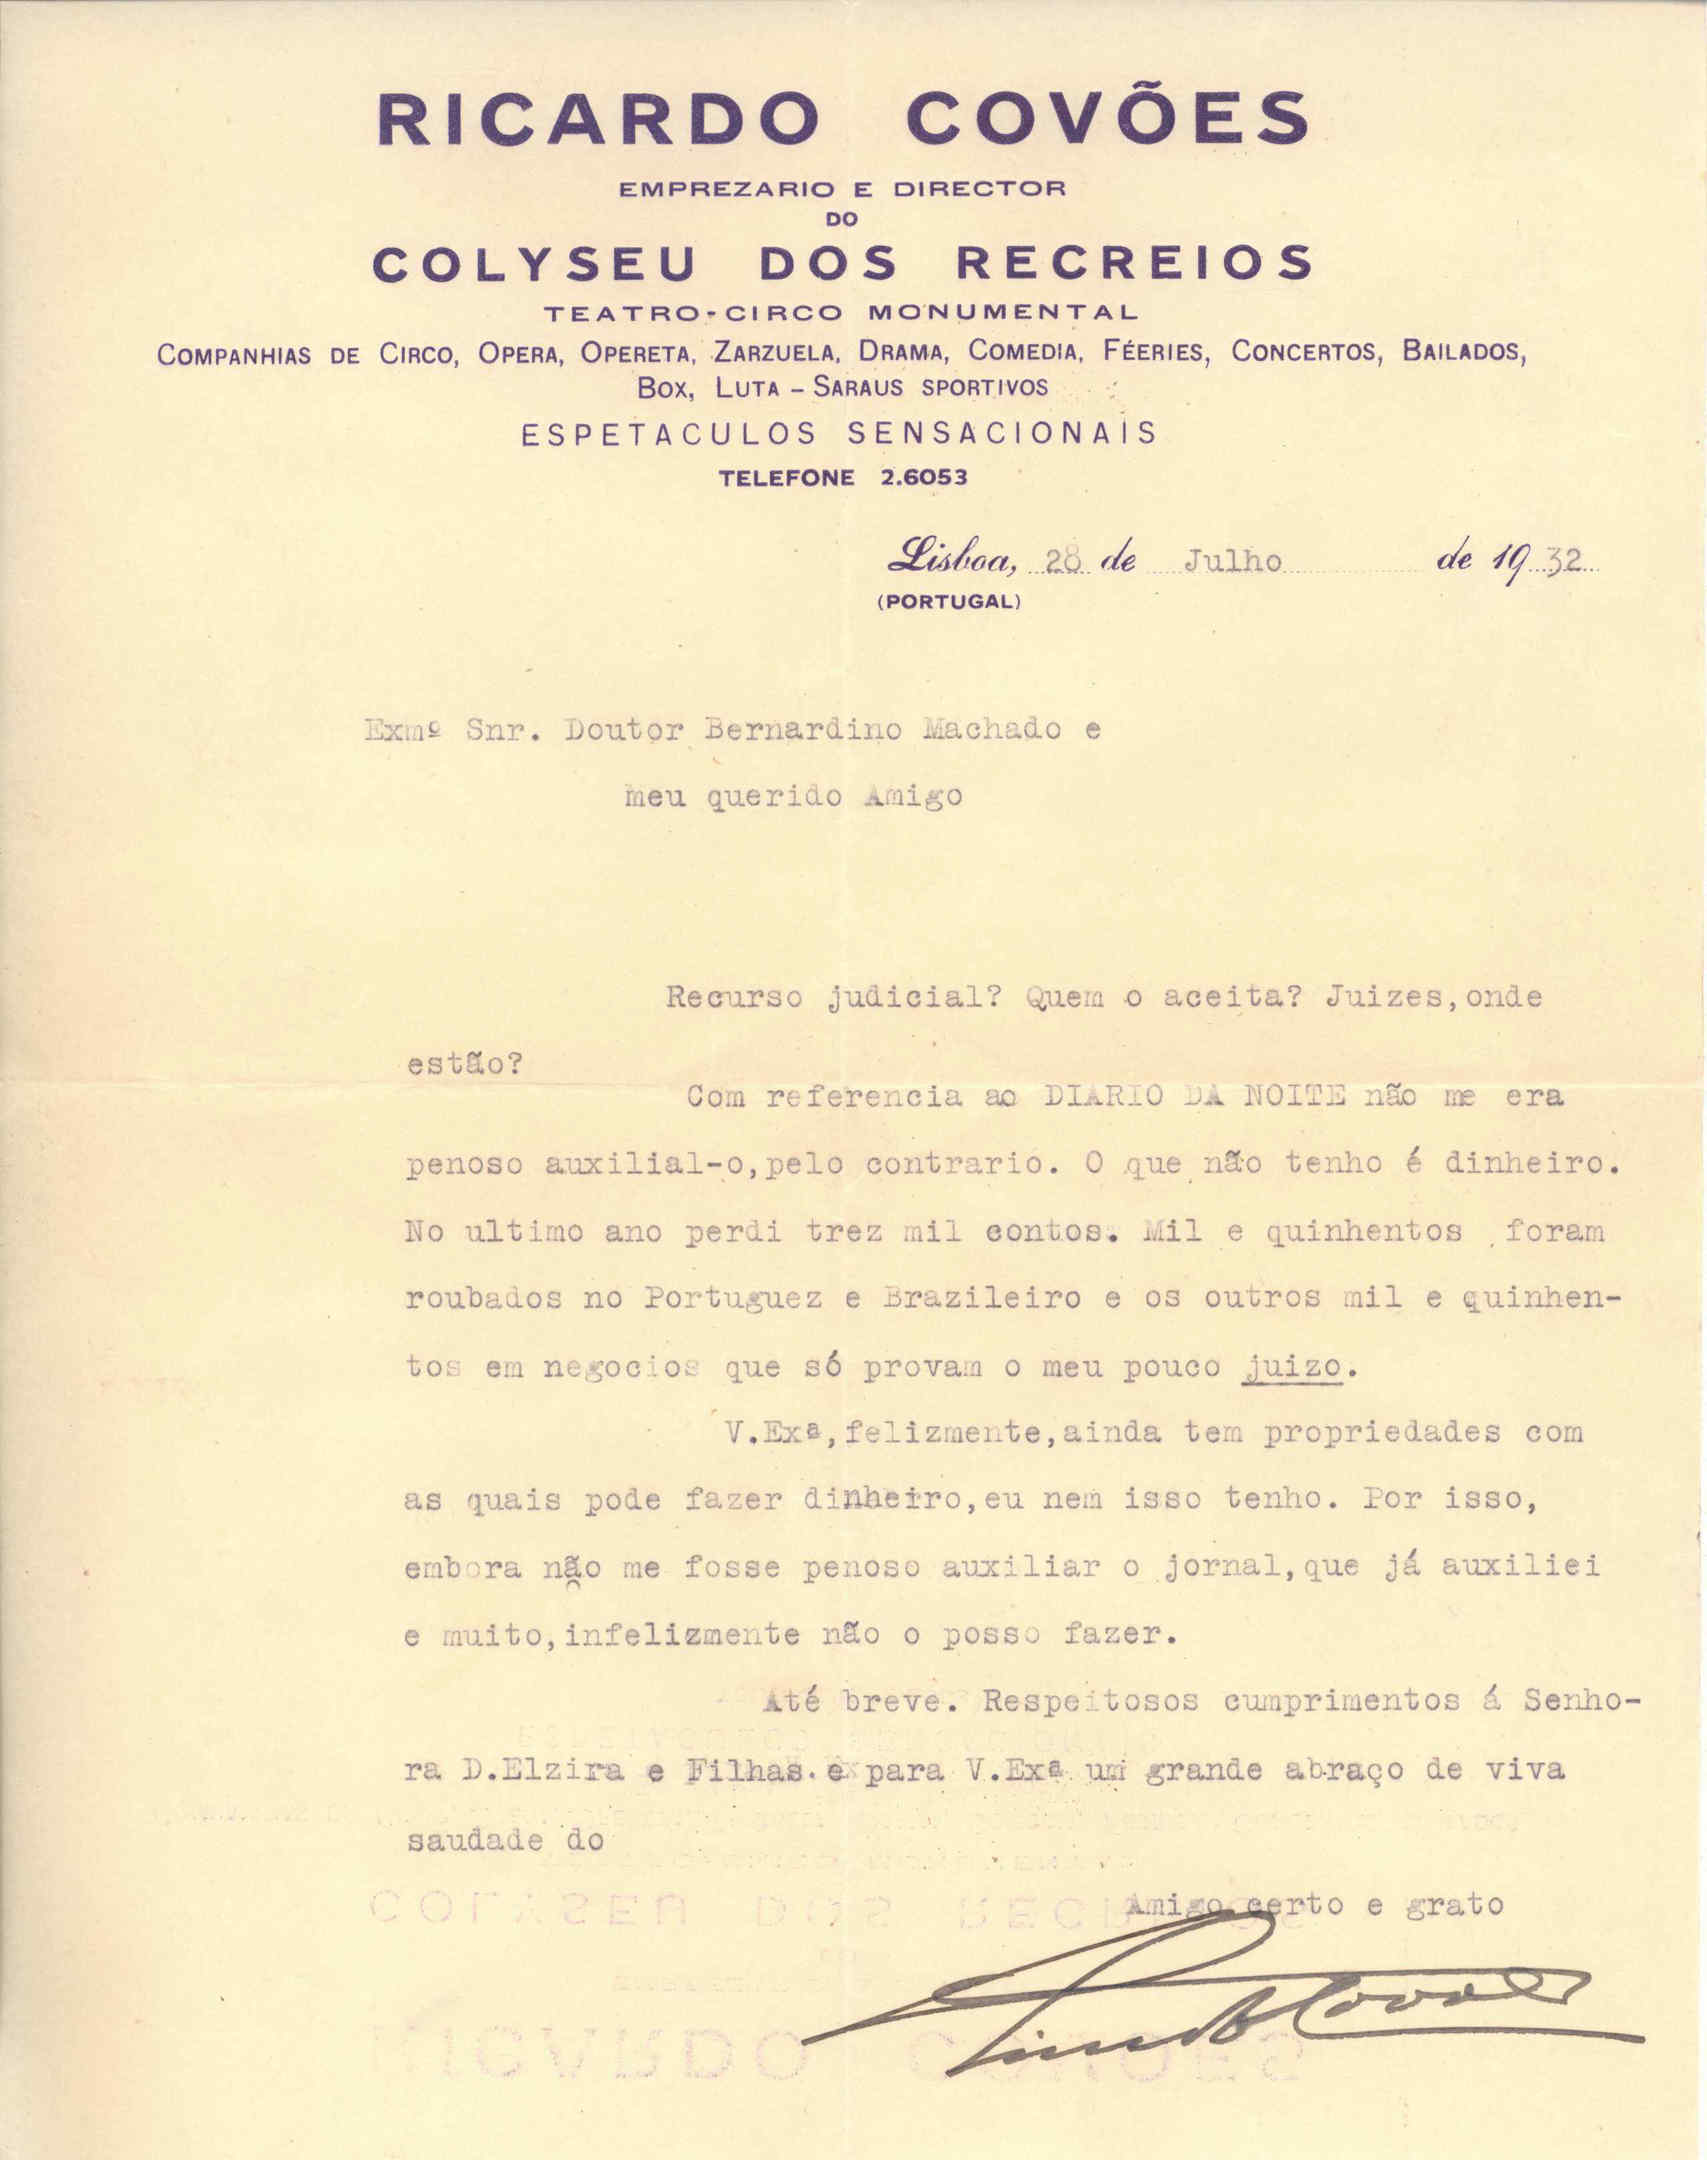 RICARDO COVÕES
EMPREZARIO E DIRECTOR
DO
COLYSEU DOS RECREIOS
TEATRO-CIRCO MONUMENTAL
COMPANHIAS DE CIRCO, OPERA, OPERETA, ZARZUELA, DRAMA, COMEDIA, FÉERIES, CONCERTOS, BAILADOS,
BOX, LUTA – SARAUS SPORTIVOS
ESPETACULOS SENSACIONAIS
TELEFONE 2.6053
Lisboa, 28 de Julho de 1932
(PORTUGAL)
Exmº Snr. Doutor Bernardino Machado e
meu querido Amigo
Recurso judicial? Quem o aceita? Juizes,onde
estão?
Com referencia ao DIARIO DA NOITE não me era
penoso auxilial-o,pelo contrario. O que não tenho é dinheiro.
No ultimo ano perdi trez mil contos. Mil e quinhentos foram
roubados no Portuguez e Brazileiro e os outros mil e quinhen-
tos em negocios que só provam o meu pouco juizo.
V.Exª,felizmente,ainda tem propriedades com
as quais pode fazer dinheiro,eu nem isso tenho. Por isso,
embora não me fosse penoso auxiliar o jornal,que já auxiliei
e muito,infelizmente não o posso fazer.
Até breve. Respeitosos cumprimentos á Senho-
ra D.Elzira e Filhas. e para V.Exª um grande abraço de viva
saudade do
Amigo certo e grato
Ricardo Covões